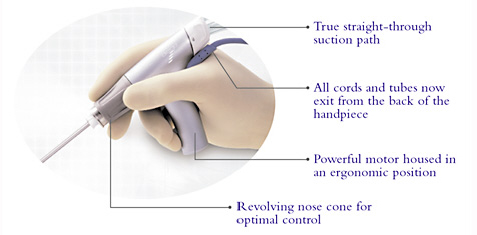 True straight-through
suction path
All cords and tubes now
exit from the back of the
handpiece
Powerful motor housed in
an ergonomic position
Revolving nose cone for
optimal control